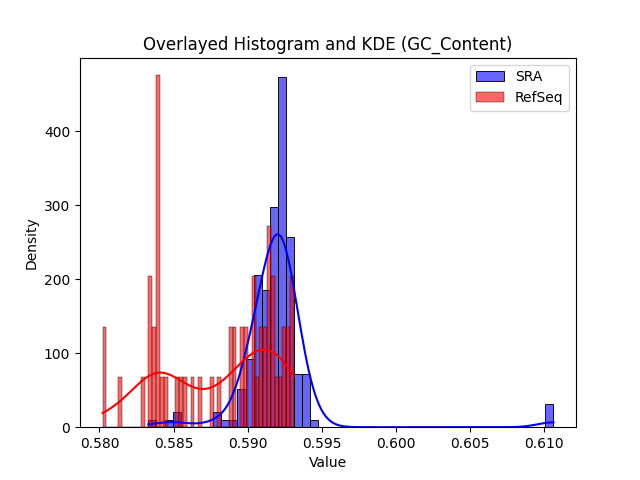 Overlayed Histogram and KDE (GC_Content)
SRA
RefSeq
Density
400
300
200
100
0
0.580 0.585 0.590 0.595 0.600 0.605 0.610
Value